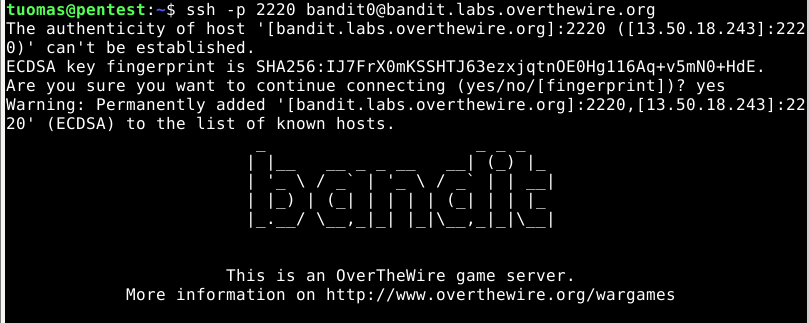 tuomas@pentest:~$ ssh -p 2220 bandit0@bandit.labs.overthewire.org
The authenticity of host '[bandit.labs.overthewire.org]:2220 ([13.50.18.243]:222
0)' can't be established.
ECDSA key fingerprint is SHA256:IJ7FrX0mKSSHTJ63ezxjqtnOE0Hg116Aq+v5mN0+HdE.
Are you sure you want to continue connecting (yes/no/[fingerprint])? yes
Warning: Permanently added '[bandit.labs.overthewire.org]:2220,[13.50.18.243]:22
20' (ECDSA) to the list of known hosts.
bandit
This is an OverTheWire game server.
More information on http://www.overthewire.org/wargames